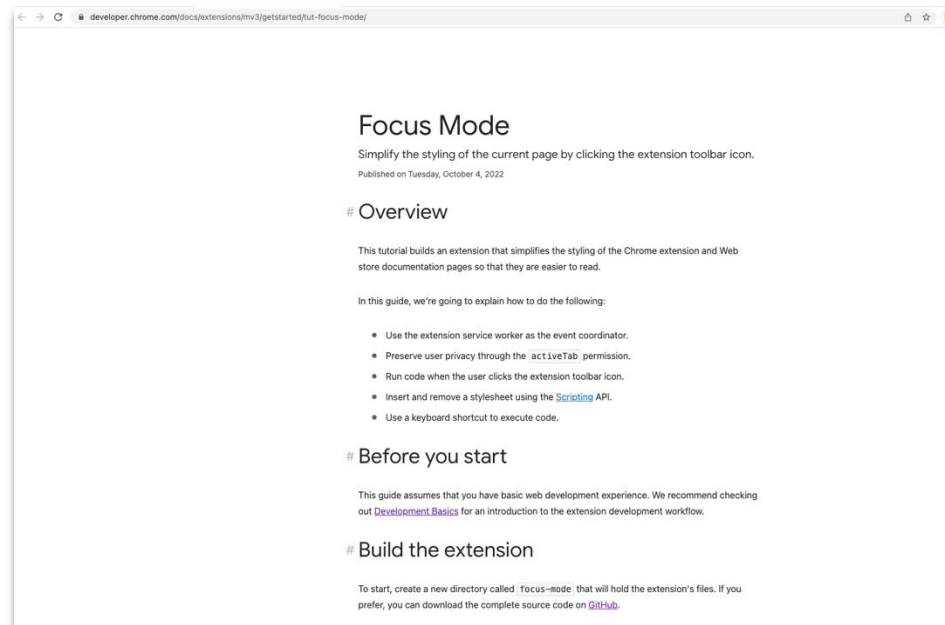 developer.chrome.com/docs/extensions/mv3/getstarted/tut-focus-mode/
Focus Mode
Simplify the styling of the current page by clicking the extension toolbar icon.
Published on Tuesday, October 4, 2022
# Overview
This tutorial builds an extension that simplifies the styling of the Chrome extension and Web
store documentation pages so that they are easier to read.
In this guide, we're going to explain how to do the following:
● Use the extension service worker as the event coordinator.
● Preserve user privacy through the activeTab permission.
● Run code when the user clicks the extension toolbar icon.
● Insert and remove a stylesheet using the Scripting API.
● Use a keyboard shortcut to execute code.
# Before you start
This guide assumes that you have basic web development experience. We recommend checking
out Development Basics for an introduction to the extension development workflow.
# Build the extension
To start, create a new directory called focus-mode that will hold the extension's files. If you
prefer, you can download the complete source code on GitHub.